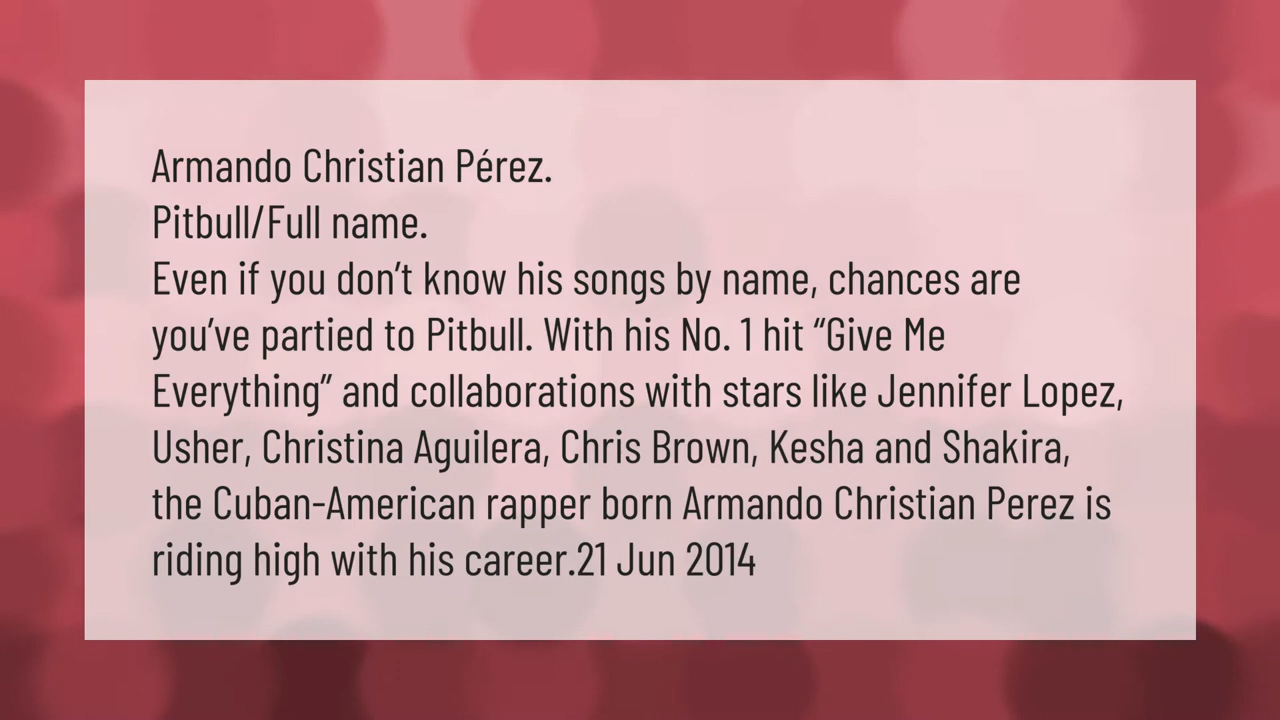 Armando Christian Pérez.
Pitbull/Full name.
Even if you don’t know his songs by name, chances are
you’ve partied to Pitbull. With his No. 1 hit “Give Me
Everything” and collaborations with stars like Jennifer Lopez,
Usher, Christina Aguilera, Chris Brown, Kesha and Shakira,
the Cuban-American rapper born Armando Christian Perez is
riding high with his career.21 Jun 2014